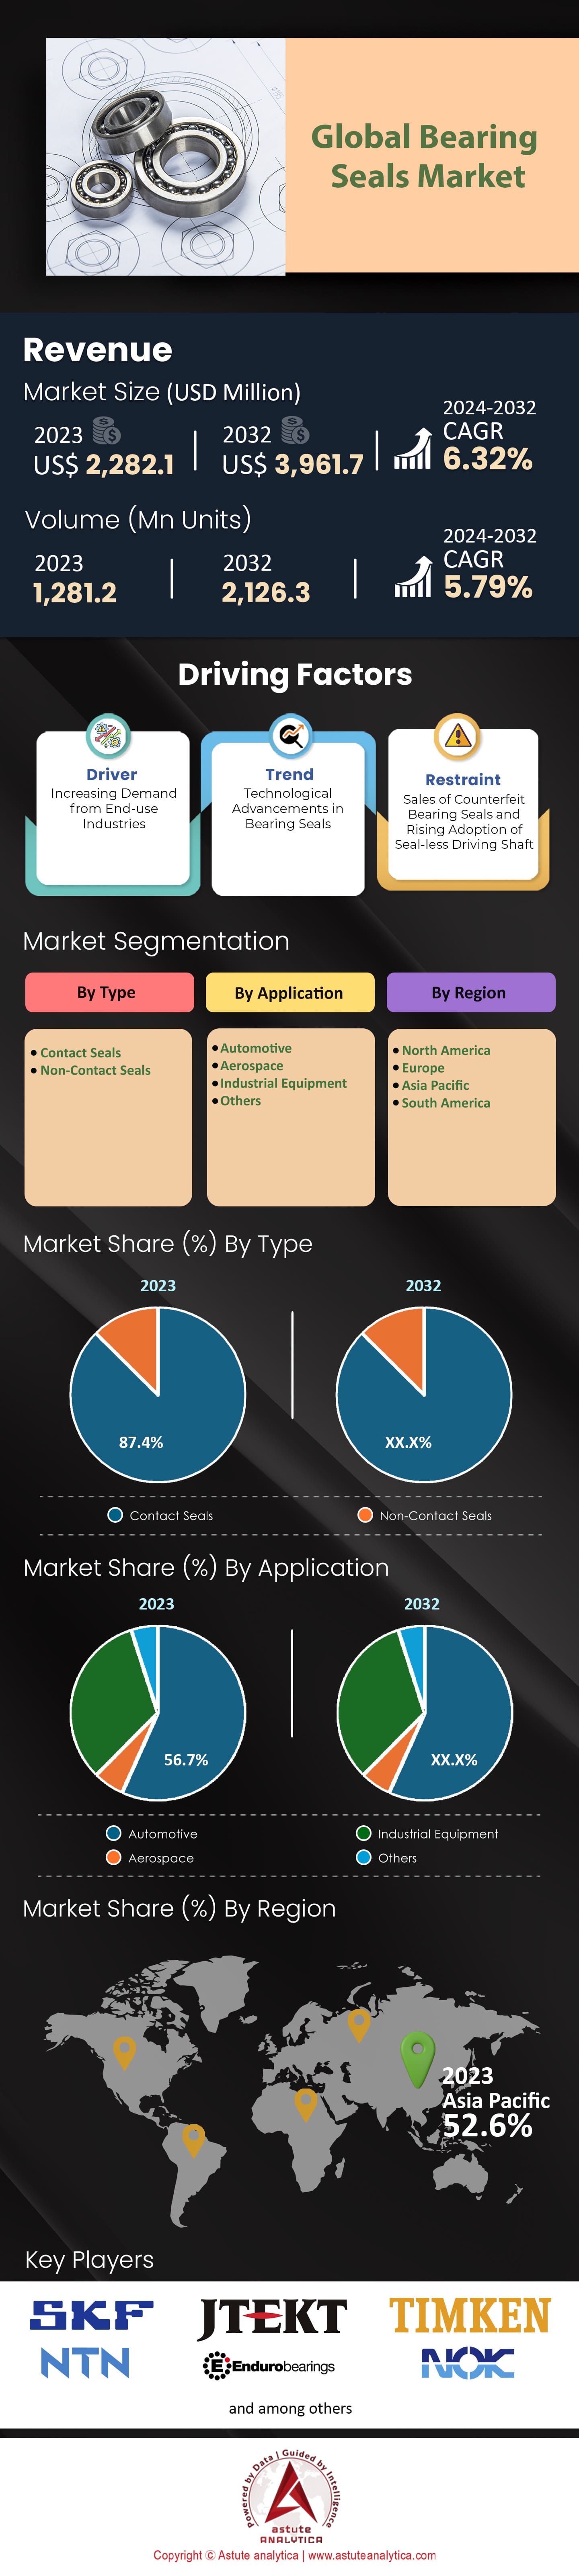 Global Bearing
Seals Market
Revenue
Market Size (USD Million)
2023
US$ 2,282.1
2032
US$ 3,961.7
2024-2032
CAGR
6.32%
Volume (Mn Units)
2023
1,281.2
2032
2,126.3
2024-2032
CAGR
5.79%
Driving Factors
Driver
Increasing Demand
from End-use
Industries
Trend
Technological
Advancements in
Bearing Seals
Restraint
Sales of Counterfeit
Bearing Seals and
Rising Adoption of
Seal-less Driving Shaft
Market Segmentation
By Type
By Application
By Region
• Contact Seals
• Non-Contact Seals
• Automotive
• Aerospace
• Industrial Equipment
• Others
• North America
• Europe
• Asia Pacific
• South America
Market Share (%) By Type
2023
2032
87.4%
XX.X%
Contact Seals
Non-Contact Seals
Market Share (%) By Application
2023
2032
56.7%
XX.X%
Automotive
Industrial Equipment
Aerospace
Others
Market Share (%) By Region
2023
Asia Pacific
52.6%
Key Players
SKF
JTEKT
TIMKEN
NTN
E Endurobearings
NOK
and among others
Powered by Data | Guided by Intelligence
astute
ANALYTICA
Copyright © Astute analytica | www.astuteanalytica.com